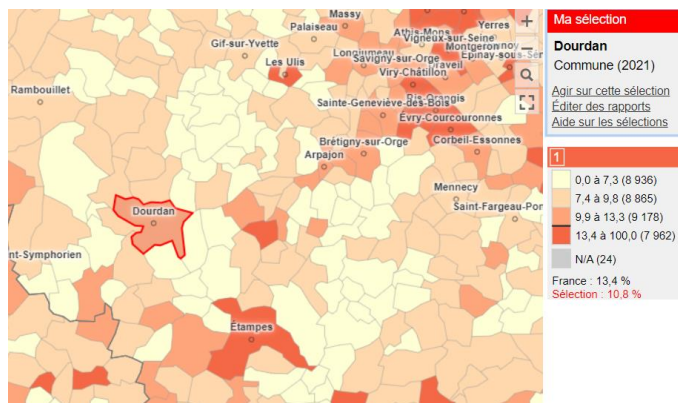 Massy
Palaiseau
Athis-Mons
Yerres
Vigneux-sur-Seine
Gif-sur-Yvette
Longjumeau
Montgeron
Savigny-sur-Orge
Les Ulis
Draveil
Viry-Châtillon
Rambouillet
Ris-Orangis
Sainte-Geneviève-des-Bois
Évry-Courcouronnes
Brétigny-sur-Orge
Corbeil-Essonnes
Arpajon
Mennecy
Saint-Fargeau-Pon
Dourdan
nt-Symphorien
Étampes
+
−
Ma sélection
Dourdan
Commune (2021)
Agir sur cette sélection
Éditer des rapports
Aide sur les sélections
1
0,0 à 7,3 (8 936)
7,4 à 9,8 (8 865)
9,9 à 13,3 (9 178)
13,4 à 100,0 (7 962)
N/A (24)
France : 13,4 %
Sélection : 10,8 %